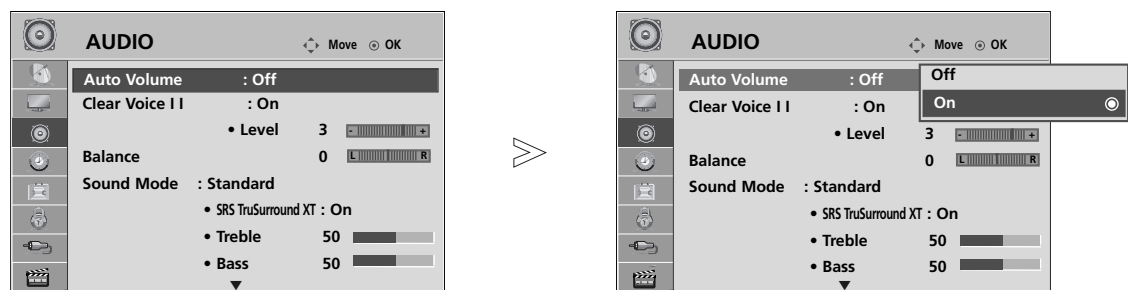 AUDIO Move OK
Auto Volume : Off
Clear Voice I I : On
• Level 3 - +
Balance 0 L R
Sound Mode : Standard
• SRS TruSurround XT : On
• Treble 50
• Bass 50
AUDIO Move OK
Auto Volume : Off
Off
On
Clear Voice I I : On
• Level 3 - +
Balance 0 L R
Sound Mode : Standard
• SRS TruSurround XT : On
• Treble 50
• Bass 50